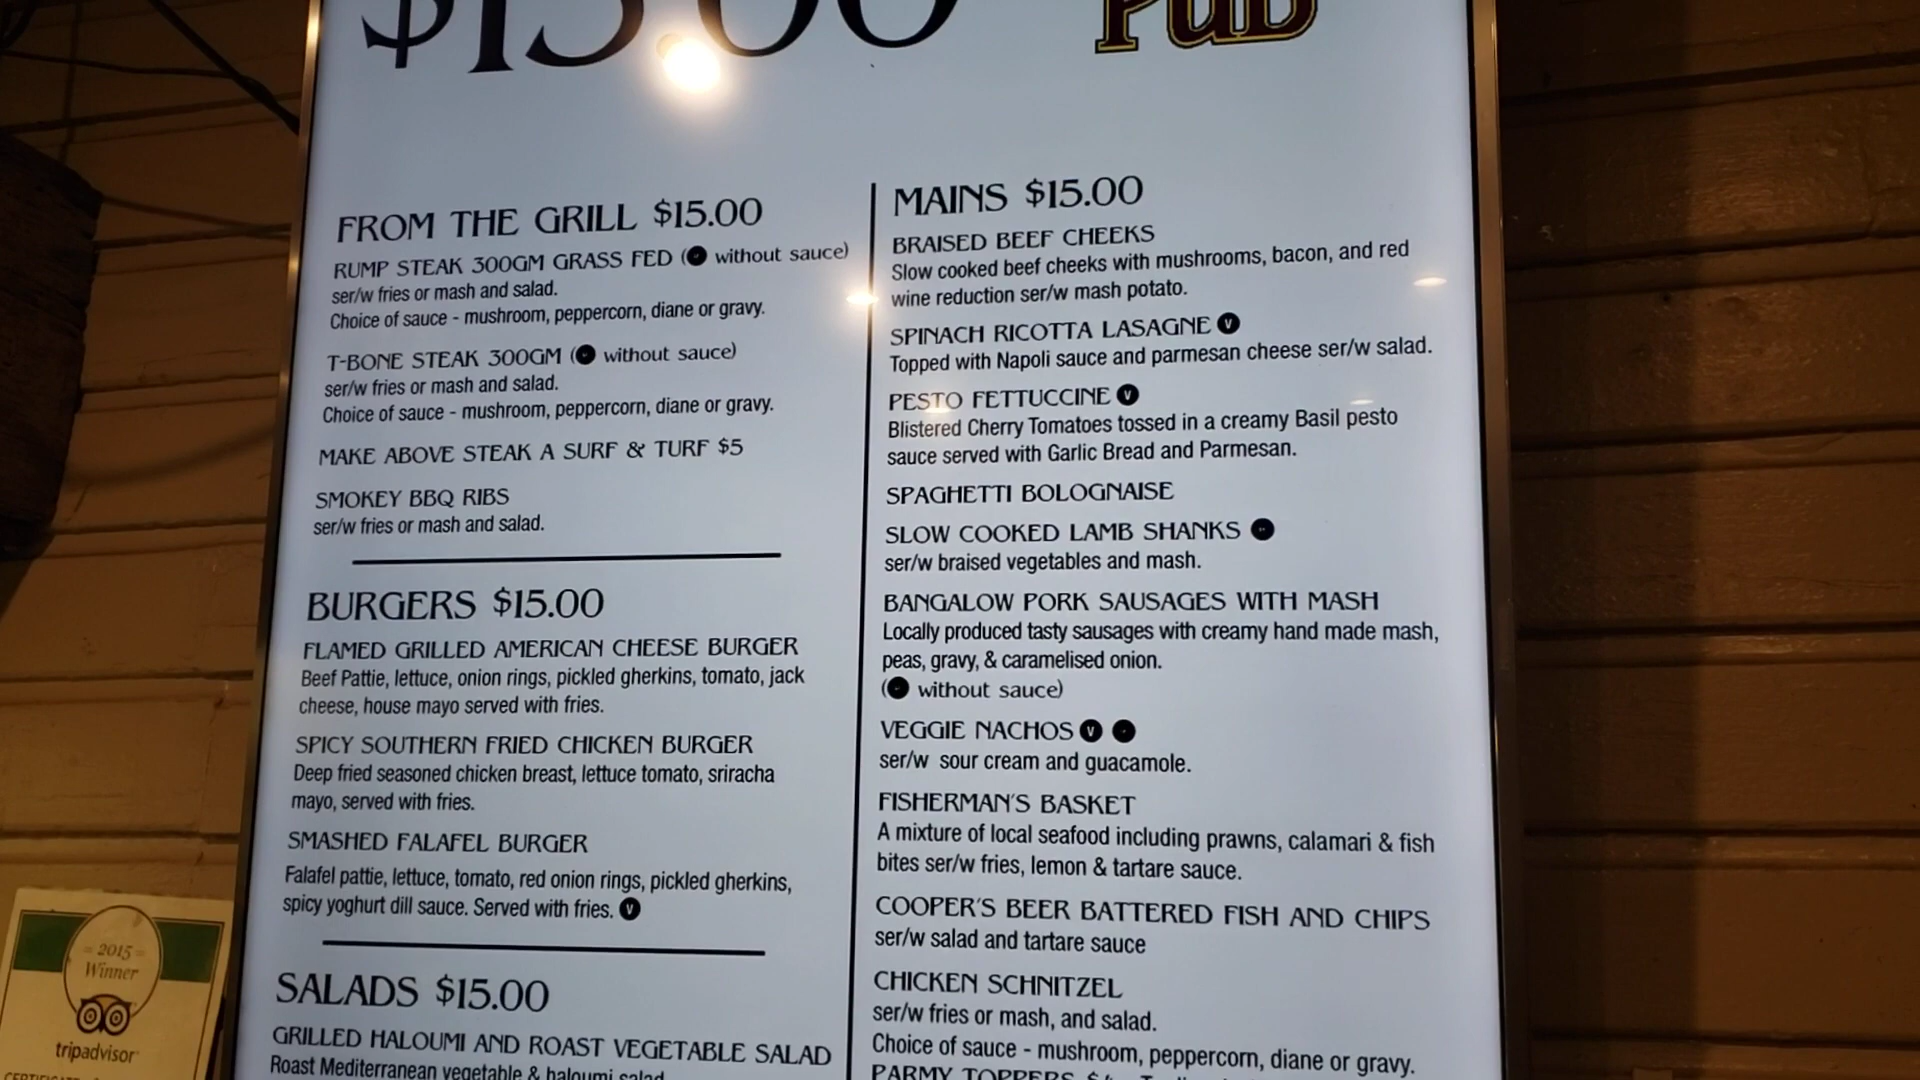 $15.00 PUB
FROM THE GRILL $15.00
RUMP STEAK 300GM GRASS FED ( without sauce)
ser/w fries or mash and salad.
Choice of sauce - mushroom, peppercorn, diane or gravy.
T-BONE STEAK 300GM ( without sauce)
ser/w fries or mash and salad.
Choice of sauce - mushroom, peppercorn, diane or gravy.
MAKE ABOVE STEAK A SURF & TURF $5
SMOKEY BBQ RIBS
ser/w fries or mash and salad.
BURGERS $15.00
FLAMED GRILLED AMERICAN CHEESE BURGER
Beef Pattie, lettuce, onion rings, pickled gherkins, tomato, jack
cheese, house mayo served with fries.
SPICY SOUTHERN FRIED CHICKEN BURGER
Deep fried seasoned chicken breast, lettuce tomato, sriracha
mayo, served with fries.
SMASHED FALAFEL BURGER
Falafel pattie, lettuce, tomato, red onion rings, pickled gherkins,
spicy yoghurt dill sauce. Served with fries. V
SALADS $15.00
GRILLED HALOUMI AND ROAST VEGETABLE SALAD
Roast Mediterranean vegetable & haloumi salad
MAINS $15.00
BRAISED BEEF CHEEKS
Slow cooked beef cheeks with mushrooms, bacon, and red
wine reduction ser/w mash potato.
SPINACH RICOTTA LASAGNE V
Topped with Napoli sauce and parmesan cheese ser/w salad.
PESTO FETTUCCINE V
Blistered Cherry Tomatoes tossed in a creamy Basil pesto
sauce served with Garlic Bread and Parmesan.
SPAGHETTI BOLOGNAISE
SLOW COOKED LAMB SHANKS
ser/w braised vegetables and mash.
BANGALOW PORK SAUSAGES WITH MASH
Locally produced tasty sausages with creamy hand made mash,
peas, gravy, & caramelised onion.
( without sauce)
VEGGIE NACHOS V
ser/w sour cream and guacamole.
FISHERMAN'S BASKET
A mixture of local seafood including prawns, calamari & fish
bites ser/w fries, lemon & tartare sauce.
COOPER'S BEER BATTERED FISH AND CHIPS
ser/w salad and tartare sauce
CHICKEN SCHNITZEL
ser/w fries or mash, and salad.
Choice of sauce - mushroom, peppercorn, diane or gravy.
PARMY TOPPERS
= 2015 =
Winner
tripadvisor